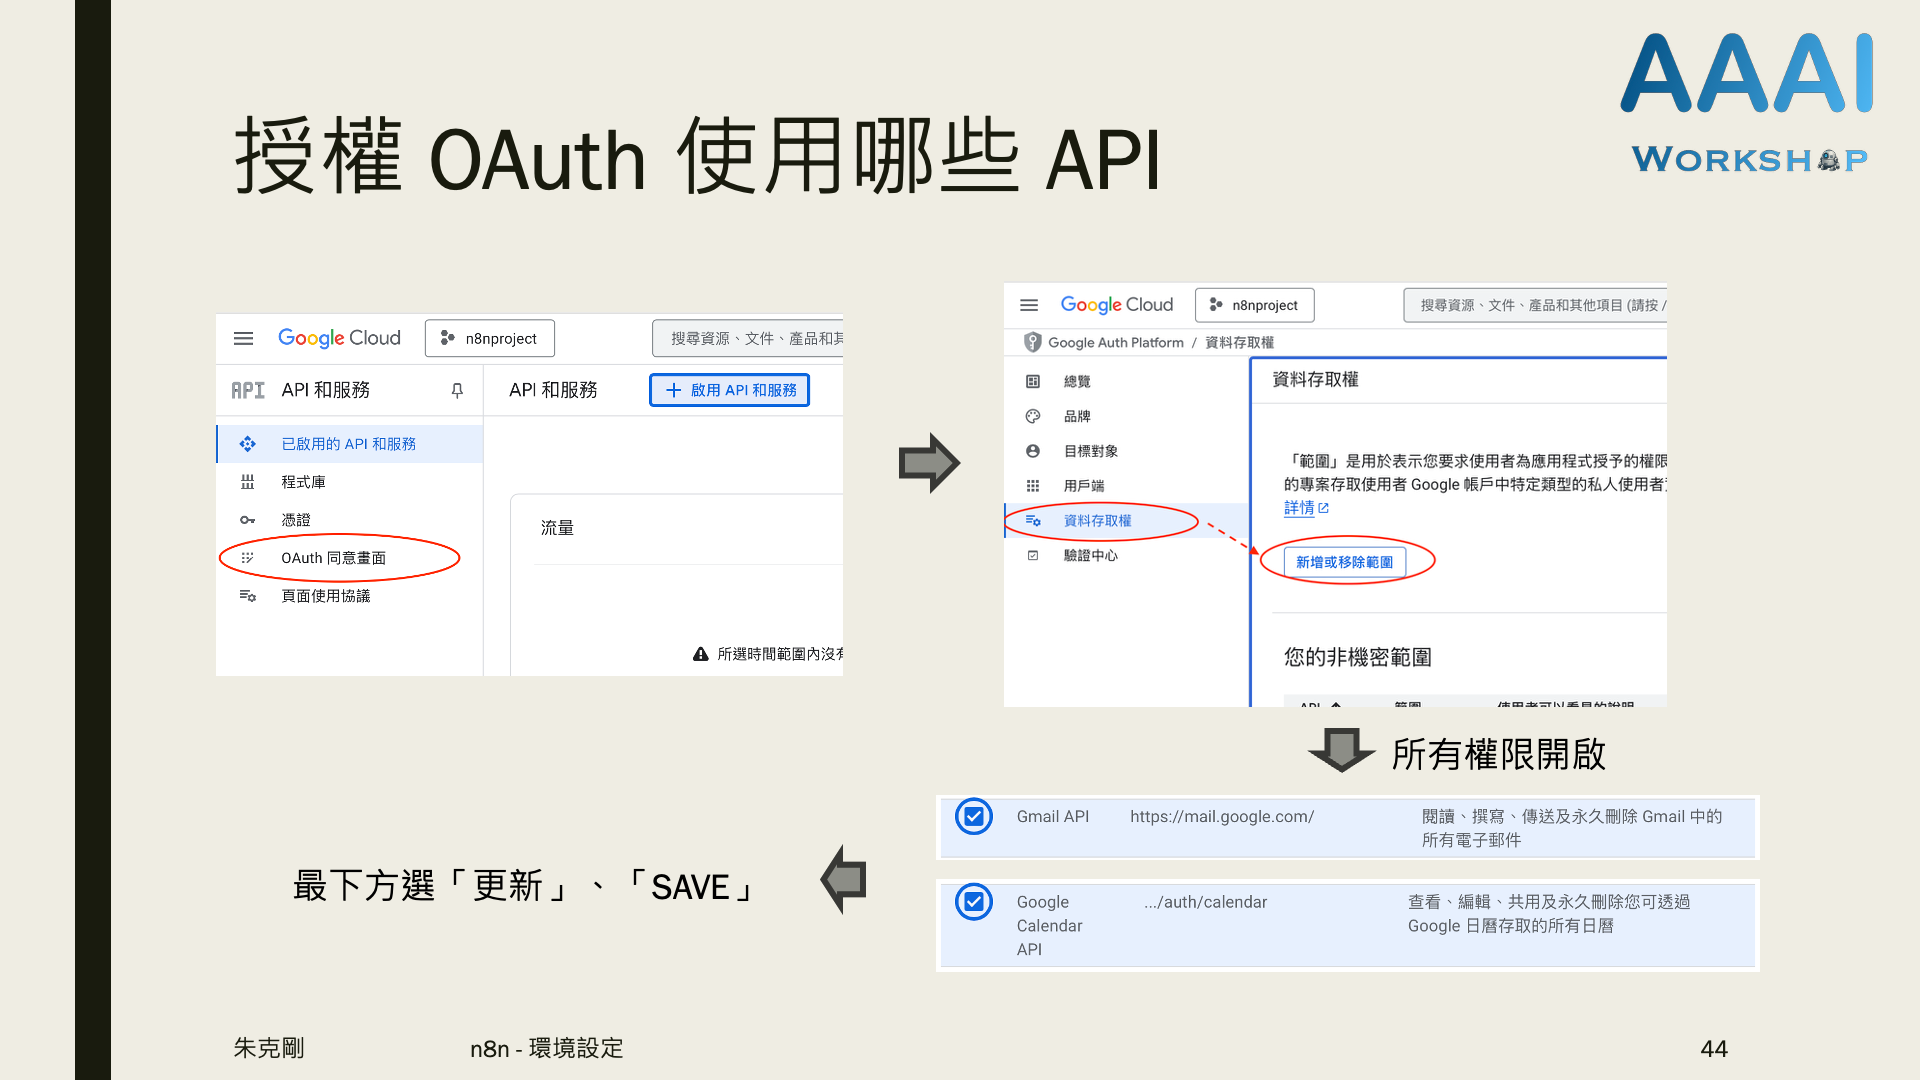 AAAI
WORKSHOP
授權 OAuth 使用哪些 API
Google Cloud
n8nproject
搜尋資源、文件、產品和其
API
API 和服務
API 和服務
啟用 API 和服務
已啟用的 API 和服務
程式庫
憑證
OAuth 同意畫面
頁面使用協議
流量
所選時間範圍內沒有
Google Cloud
n8nproject
搜尋資源、文件、產品和其他項目 (請按 /
Google Auth Platform / 資料存取權
總覽
品牌
目標對象
用戶端
資料存取權
驗證中心
資料存取權
「範圍」是用於表示您要求使用者為應用程式授予的權限
的專案存取使用者 Google 帳戶中特定類型的私人使用者
詳情
新增或移除範圍
您的非機密範圍
API 範圍 使用者可以看見的說明
所有權限開啟
Gmail API
https://mail.google.com/
閱讀、撰寫、傳送及永久刪除 Gmail 中的
所有電子郵件
Google
Calendar
API
.../auth/calendar
查看、編輯、共用及永久刪除您可透過
Google 日曆存取的所有日曆
最下方選「更新」、「SAVE」
朱克剛
n8n - 環境設定
44